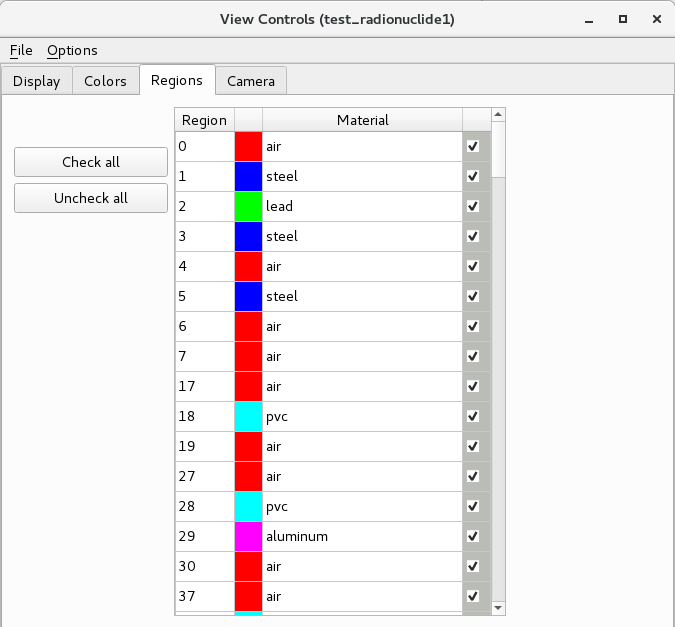 View Controls (test_radionuclide1)
File Options
Display Colors Regions Camera
Region Material
Check all
Uncheck all
0 air
1 steel
2 lead
3 steel
4 air
5 steel
6 air
7 air
17 air
18 pvc
19 air
27 air
28 pvc
29 aluminum
30 air
37 air